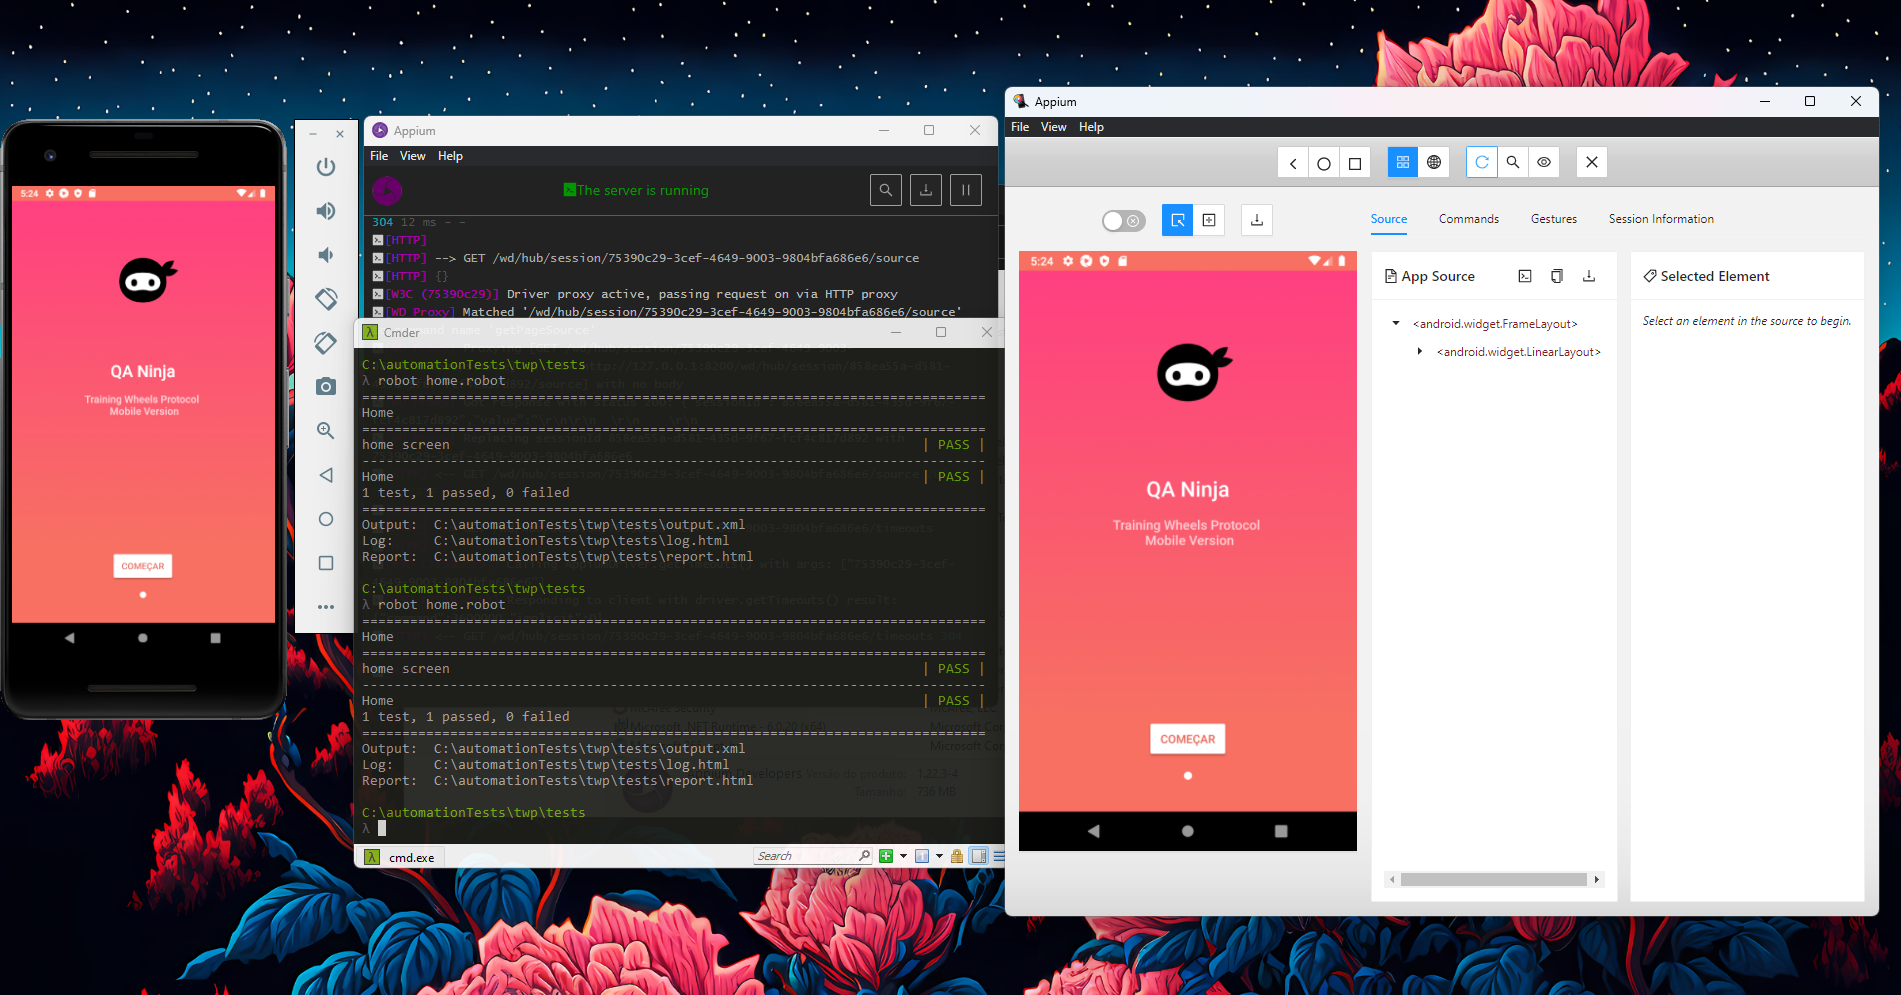 5:24
QA Ninja
Training Wheels Protocol
Mobile Version
COMEÇAR
Appium
File View Help
The server is running
304 12 ms - -
[HTTP]
[HTTP] --> GET /wd/hub/session/75390c29-3cef-4649-9003-9804bfa686e6/source
[HTTP] {}
[W3C (75390c29)] Driver proxy active, passing request on via HTTP proxy
[WD Proxy] Matched '/wd/hub/session/75390c29-3cef-4649-9003-9804bfa686e6/source'
Cmder
C:\automationTests\twp\tests
λ robot home.robot
==============================================================================
Home
==============================================================================
home screen | PASS |
------------------------------------------------------------------------------
Home | PASS |
1 test, 1 passed, 0 failed
==============================================================================
Output: C:\automationTests\twp\tests\output.xml
Log: C:\automationTests\twp\tests\log.html
Report: C:\automationTests\twp\tests\report.html
C:\automationTests\twp\tests
λ robot home.robot
==============================================================================
Home
==============================================================================
home screen | PASS |
------------------------------------------------------------------------------
Home | PASS |
1 test, 1 passed, 0 failed
==============================================================================
Output: C:\automationTests\twp\tests\output.xml
Log: C:\automationTests\twp\tests\log.html
Report: C:\automationTests\twp\tests\report.html
C:\automationTests\twp\tests
λ
cmd.exe
Search
Appium
File View Help
Source Commands Gestures Session Information
5:24
QA Ninja
Training Wheels Protocol
Mobile Version
COMEÇAR
App Source
<android.widget.FrameLayout>
<android.widget.LinearLayout>
Selected Element
Select an element in the source to begin.